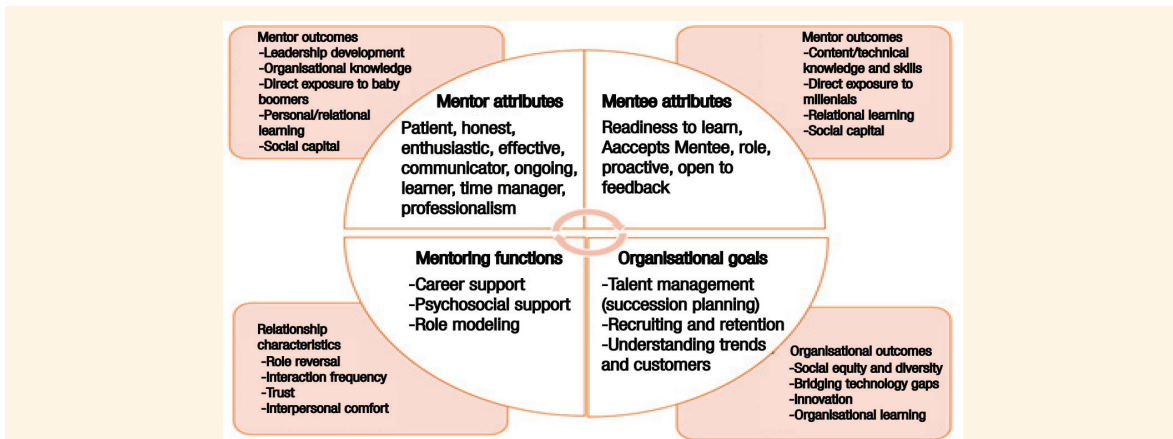 Mentor outcomes
-Leadership development
-Organisational knowledge
-Direct exposure to baby
boomers
-Personal/relational
learning
-Social capital
Mentor outcomes
-Content/technical
knowledge and skills
-Direct exposure to
millenials
-Relational learning
-Social capital
Mentor attributes
Patient, honest,
enthusiastic, effective,
communicator, ongoing,
learner, time manager,
professionalism
Mentee attributes
Readiness to learn,
Aaccepts Mentee, role,
proactive, open to
feedback
Mentoring functions
-Career support
-Psychosocial support
-Role modeling
Organisational goals
-Talent management
(succession planning)
-Recruiting and retention
-Understanding trends
and customers
Relationship
characteristics
-Role reversal
-Interaction frequency
-Trust
-Interpersonal comfort
Organisational outcomes
-Social equity and diversity
-Bridging technology gaps
-Innovation
-Organisational learning